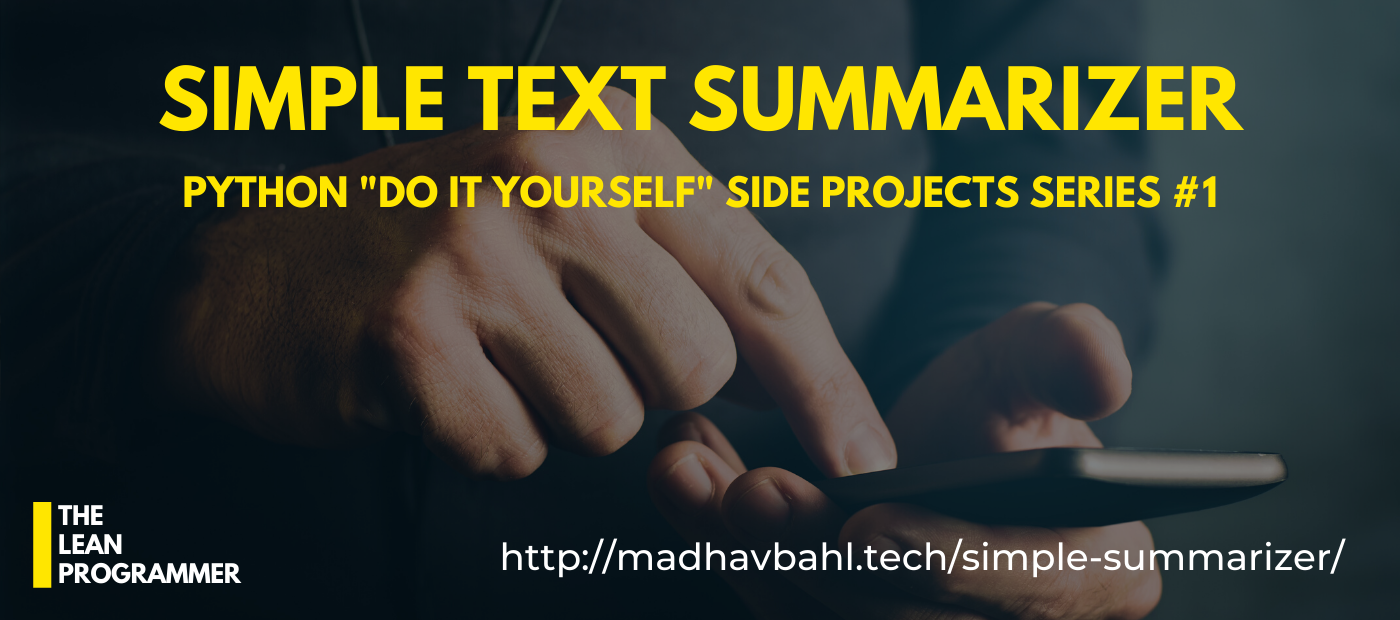 SIMPLE TEXT SUMMARIZER
PYTHON "DO IT YOURSELF" SIDE PROJECTS SERIES #1
THE
LEAN
PROGRAMMER
http://madhavbahl.tech/simple-summarizer/